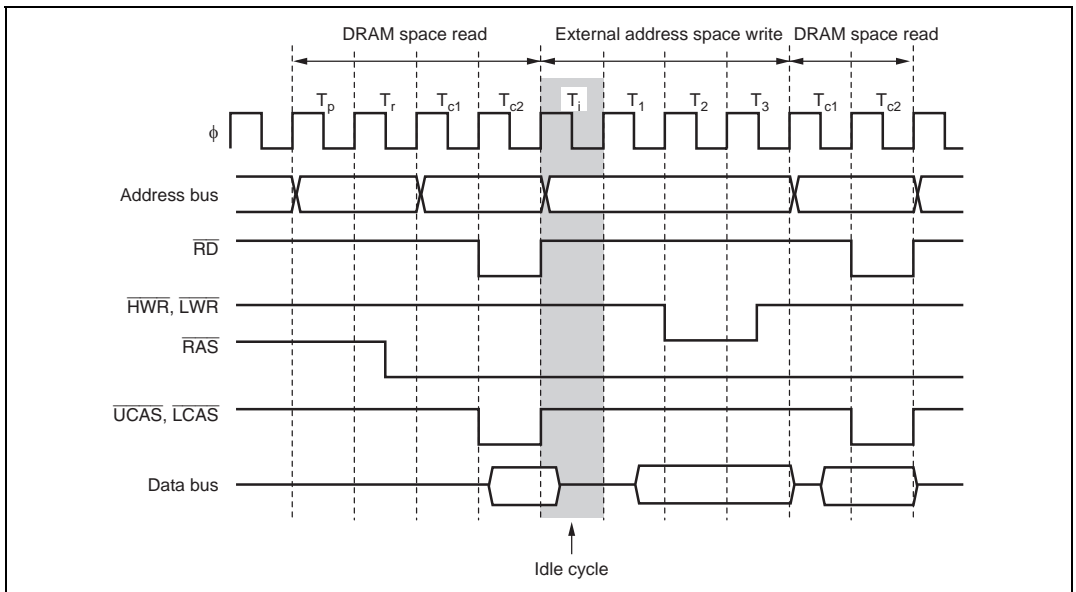 DRAM space read External address space write DRAM space read
Tp Tr Tc1 Tc2 Ti T1 T2 T3 Tc1 Tc2
ϕ
Address bus
RD
HWR, LWR
RAS
UCAS, LCAS
Data bus
Idle cycle